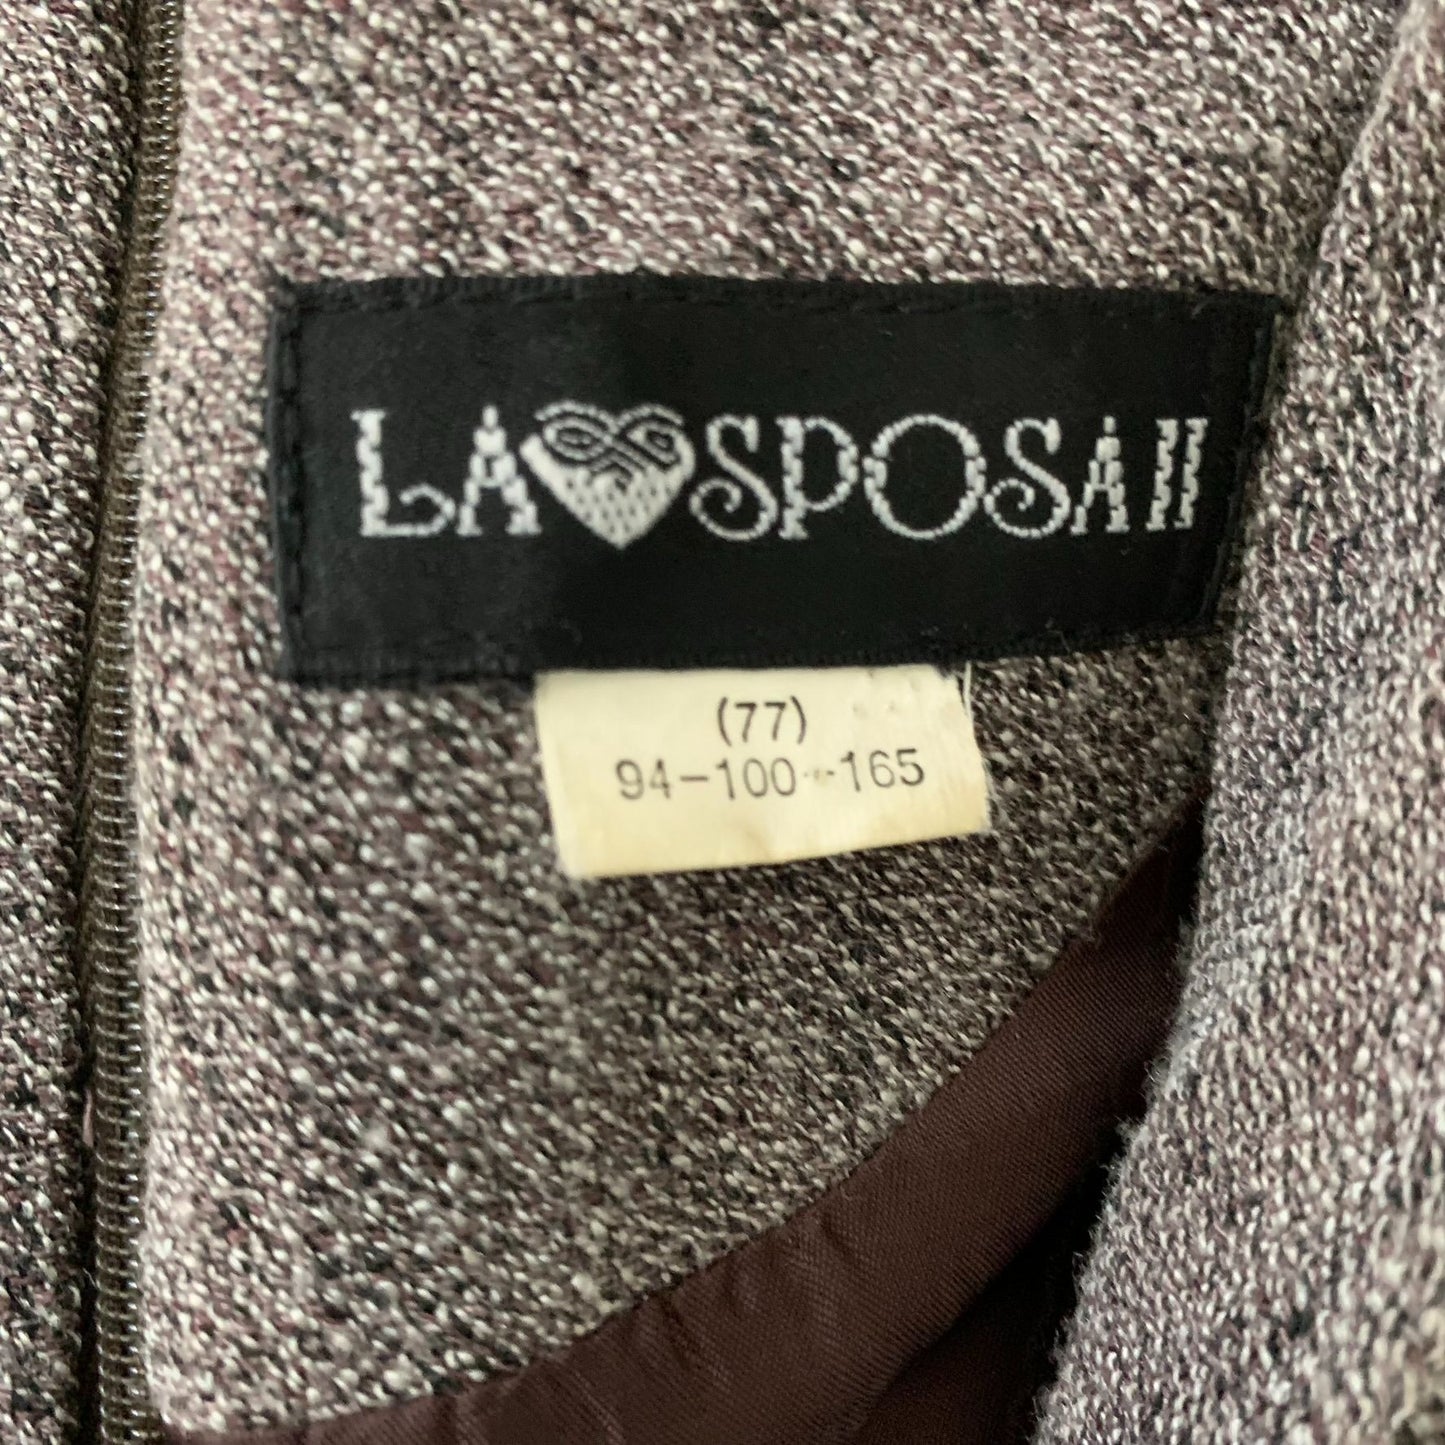 LA SPOSA II
(77)
94-100-165